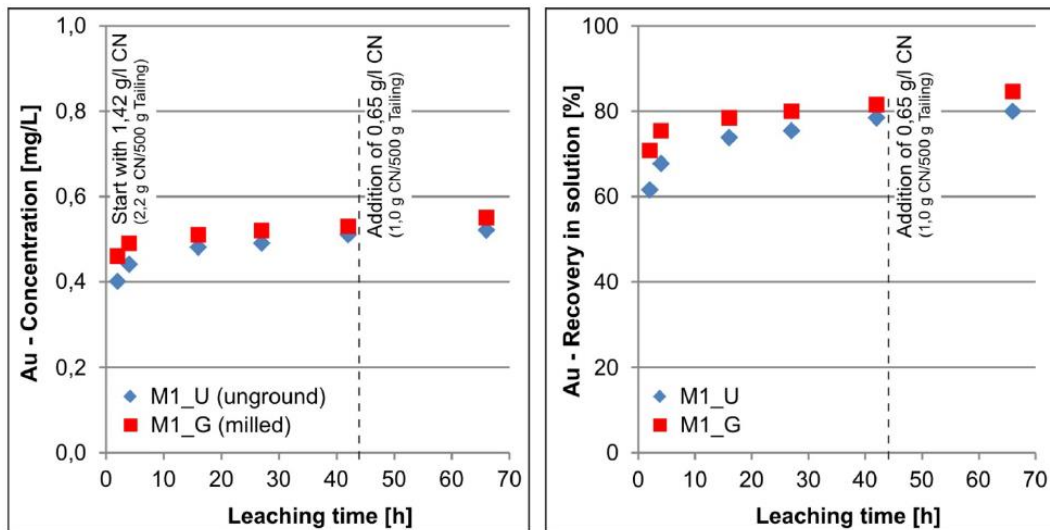 Au - Concentration [mg/L]
1,0
0,8
0,6
0,4
0,2
0,0
Start with 1,42 g/l CN
(2,2 g CN/500 g Tailing)
Addition of 0,65 g/l CN
(1,0 g CN/500 g Tailing)
M1_U (unground)
M1_G (milled)
0 10 20 30 40 50 60 70
Leaching time [h]
Au - Recovery in solution [%]
100
80
60
40
20
0
Addition of 0,65 g/l CN
(1,0 g CN/500 g Tailing)
M1_U
M1_G
0 10 20 30 40 50 60 70
Leaching time [h]